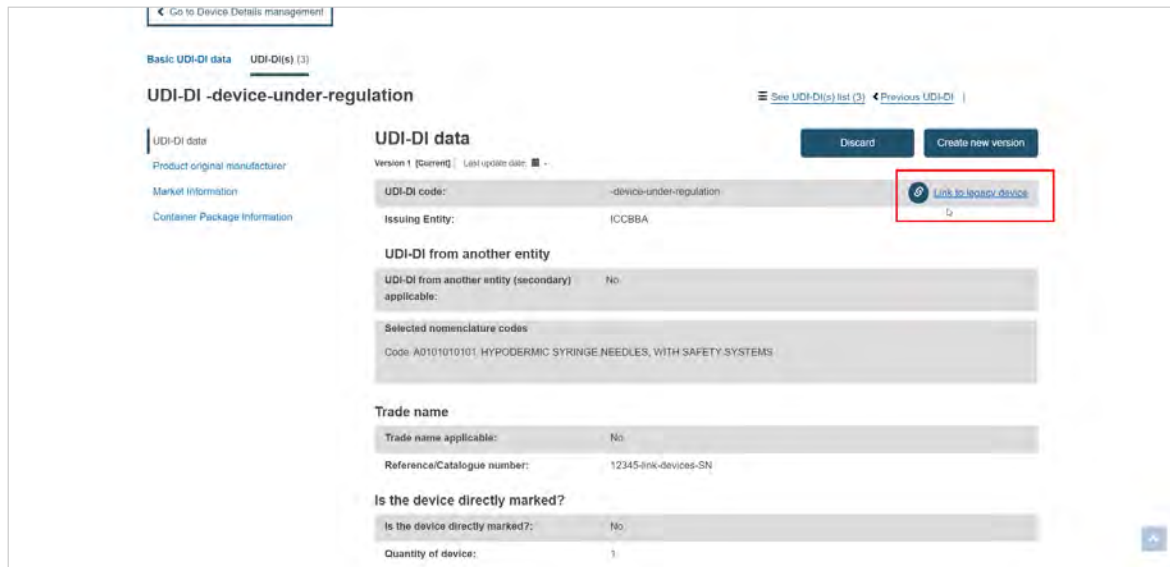 Go to Device Details management
Basic UDI-DI data UDI-DI(s) (3)
UDI-DI -device-under-regulation
See UDI-DI(s) list (3) Previous UDI-DI |
UDI-DI data
Product original manufacturer
Market Information
Container Package Information
UDI-DI data
Discard
Create new version
Version 1 [Current] Last update date: -
UDI-DI code: -device-under-regulation
Link to legacy device
Issuing Entity: ICCBBA
UDI-DI from another entity
UDI-DI from another entity (secondary) applicable: No
Selected nomenclature codes
Code A0101010101 HYPODERMIC SYRINGE NEEDLES, WITH SAFETY SYSTEMS
Trade name
Trade name applicable: No
Reference/Catalogue number: 12345-link-devices-SN
Is the device directly marked?
Is the device directly marked?: No
Quantity of device: 1